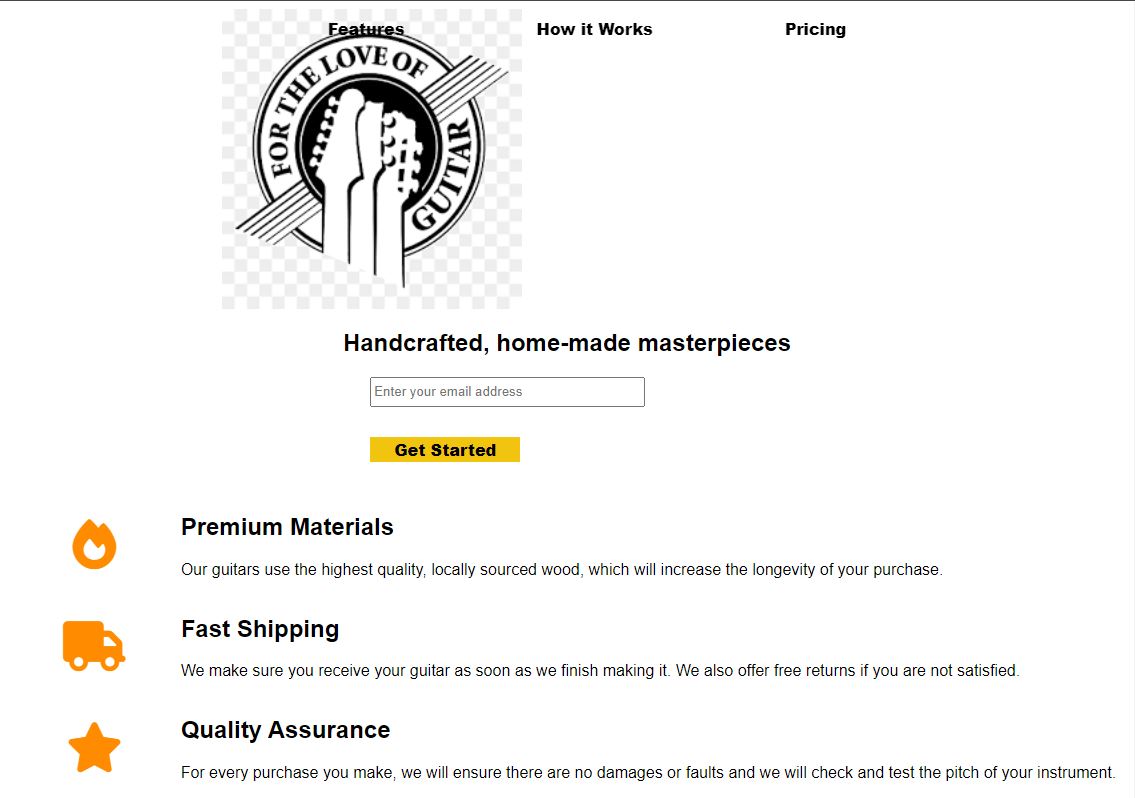 Features How it Works Pricing
FOR THE LOVE OF GUITAR
Handcrafted, home-made masterpieces
Enter your email address
Get Started
Premium Materials
Our guitars use the highest quality, locally sourced wood, which will increase the longevity of your purchase.
Fast Shipping
We make sure you receive your guitar as soon as we finish making it. We also offer free returns if you are not satisfied.
Quality Assurance
For every purchase you make, we will ensure there are no damages or faults and we will check and test the pitch of your instrument.